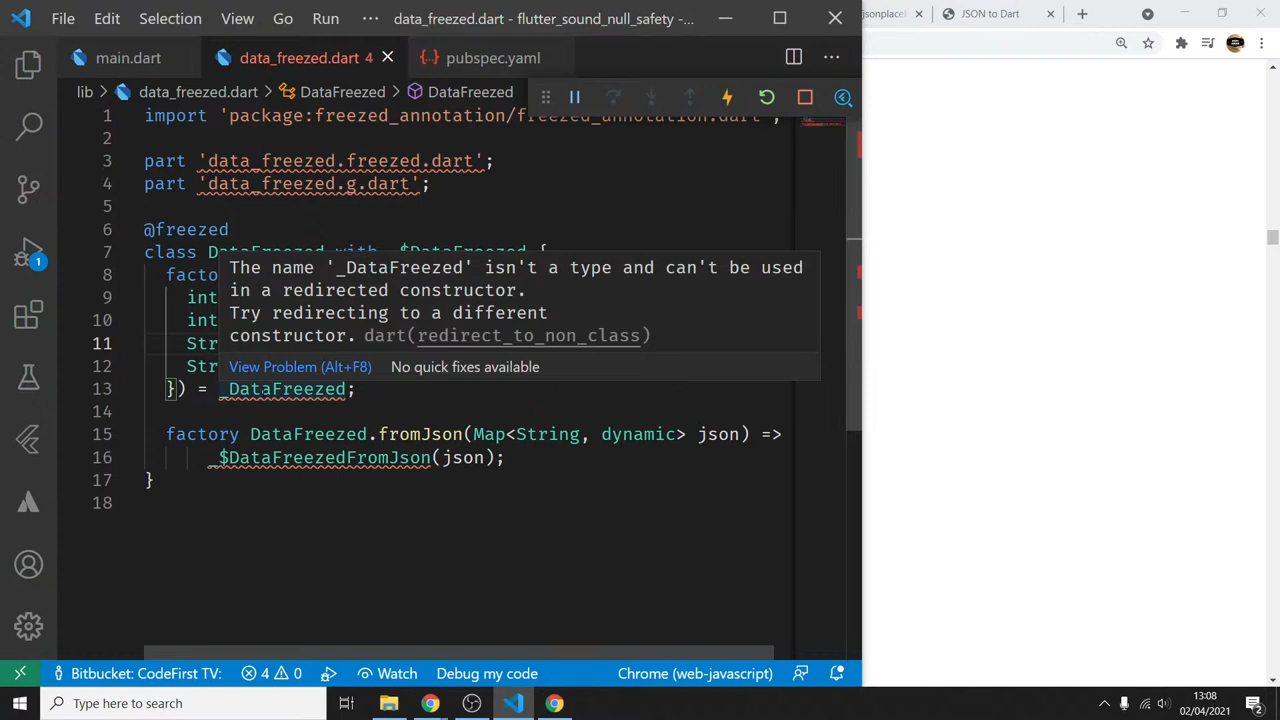 File Edit Selection View Go Run ··· data_freezed.dart - flutter_sound_null_safety -...
jsonplacel
JSON to Dart
main.dart
data_freezed.dart 4
pubspec.yaml
lib > data_freezed.dart > DataFreezed > DataFreezed
1 import 'package:freezed_annotation/freezed_annotation.dart';
2
3 part 'data_freezed.freezed.dart';
4 part 'data_freezed.g.dart';
5
6 @freezed
7 class DataFreezed with _$DataFreezed {
8 facto
9 int
10 int
11 Str
12 Str
13 }) = _DataFreezed;
14
15 factory DataFreezed.fromJson(Map<String, dynamic> json) =>
16 _$DataFreezedFromJson(json);
17 }
18
The name '_DataFreezed' isn't a type and can't be used
in a redirected constructor.
Try redirecting to a different
constructor. dart(redirect_to_non_class)
View Problem (Alt+F8) No quick fixes available
1
Bitbucket: CodeFirst TV: 4 0 Watch Debug my code Chrome (web-javascript)
Type here to search
13:08
02/04/2021
2